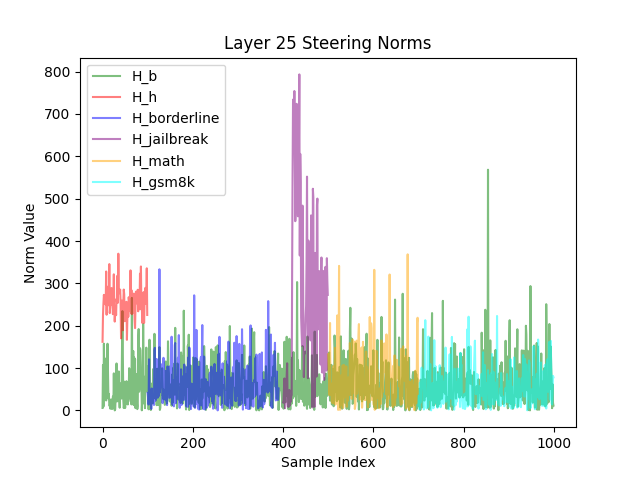 Layer 25 Steering Norms
H_b
H_h
H_borderline
H_jailbreak
H_math
H_gsm8k
800
700
600
500
400
300
200
100
0
Norm Value
0 200 400 600 800 1000
Sample Index